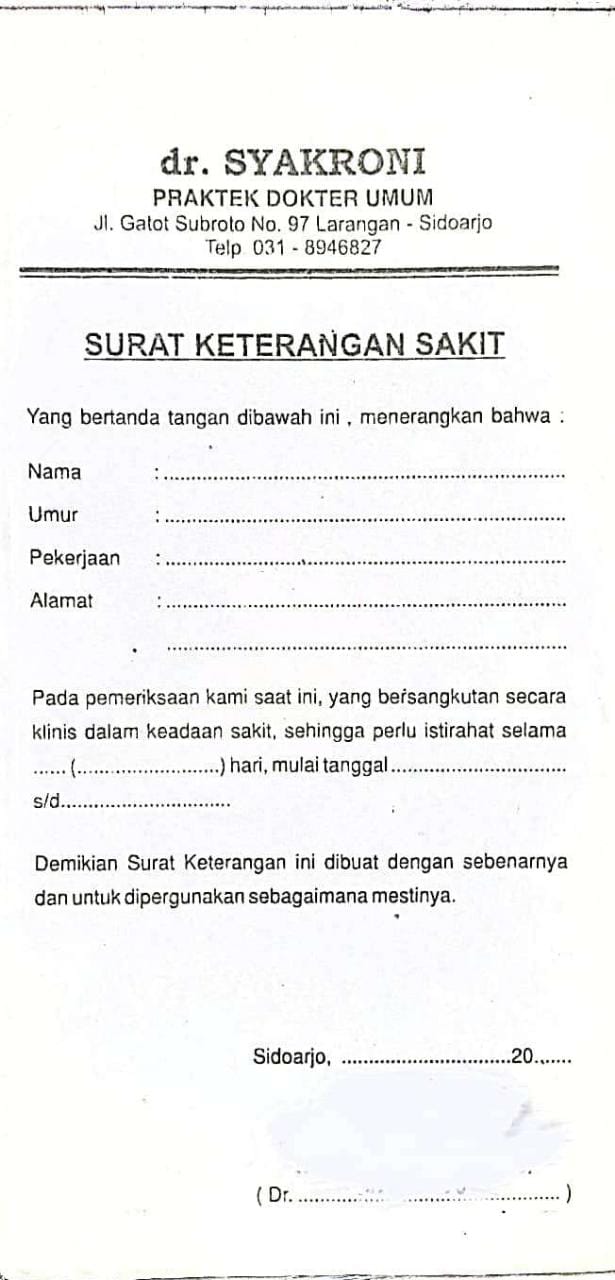 dr. SYAKRONI
PRAKTEK DOKTER UMUM
Jl. Gatot Subroto No. 97 Larangan - Sidoarjo
Telp. 031 - 8946827
SURAT KETERANGAN SAKIT
Yang bertanda tangan dibawah ini , menerangkan bahwa :
Nama : ................................................................
Umur : ................................................................
Pekerjaan : ................................................................
Alamat : ................................................................
................................................................
Pada pemeriksaan kami saat ini, yang bersangkutan secara
klinis dalam keadaan sakit, sehingga perlu istirahat selama
...... (..........................) hari, mulai tanggal ...............................
s/d..............................
Demikian Surat Keterangan ini dibuat dengan sebenarnya
dan untuk dipergunakan sebagaimana mestinya.
Sidoarjo, ...............................20.......
( Dr. ............................................... )